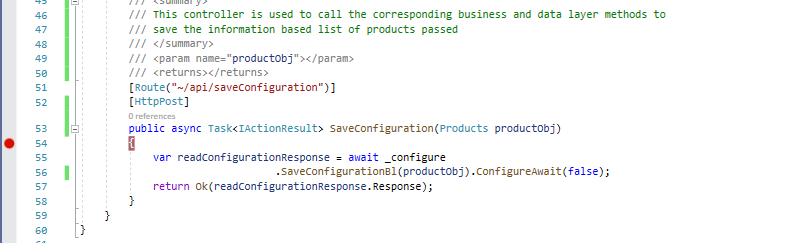 45 /// <summary>
46 /// This controller is used to call the corresponding business and data layer methods to
47 /// save the information based list of products passed
48 /// </summary>
49 /// <param name="productObj"></param>
50 /// <returns></returns>
51 [Route("~/api/saveConfiguration")]
52 [HttpPost]
0 references
53 public async Task<IActionResult> SaveConfiguration(Products productObj)
54 {
55 var readConfigurationResponse = await _configure
56 .SaveConfigurationBl(productObj).ConfigureAwait(false);
57 return Ok(readConfigurationResponse.Response);
58 }
59 }
60 }
61